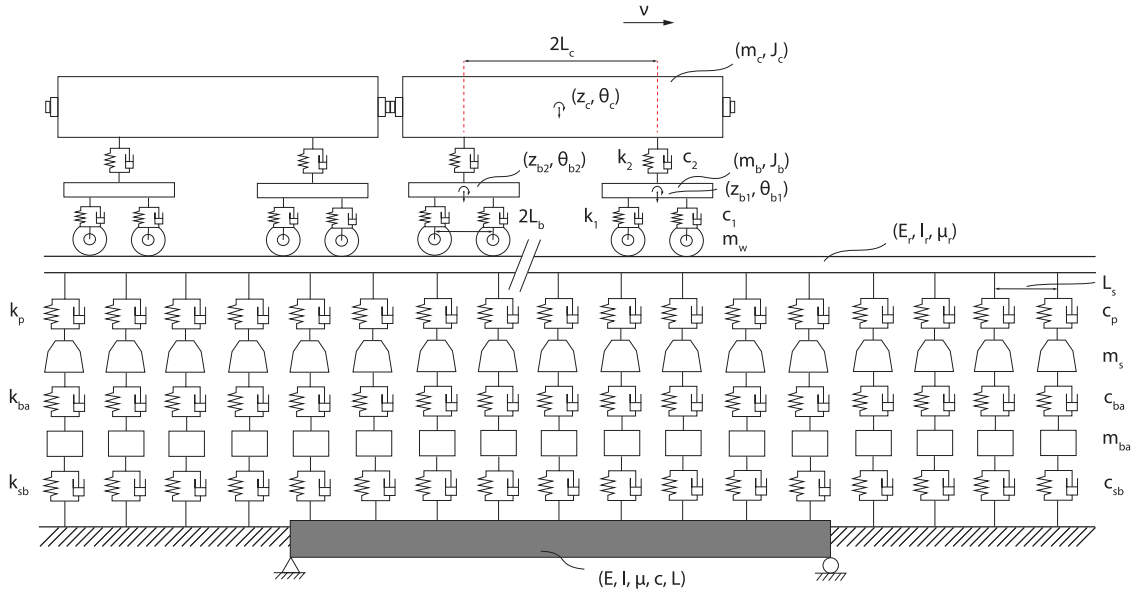 ν
2L_c
(m_c, J_c)
(z_c, θ_c)
k_2 c_2
(z_b2, θ_b2)
(m_b, J_b)
(z_b1, θ_b1)
2L_b
k_1 c_1
m_w
(E_r, I_r, μ_r)
L_s
k_p c_p
m_s
k_ba c_ba
m_ba
k_sb c_sb
(E, I, μ, c, L)